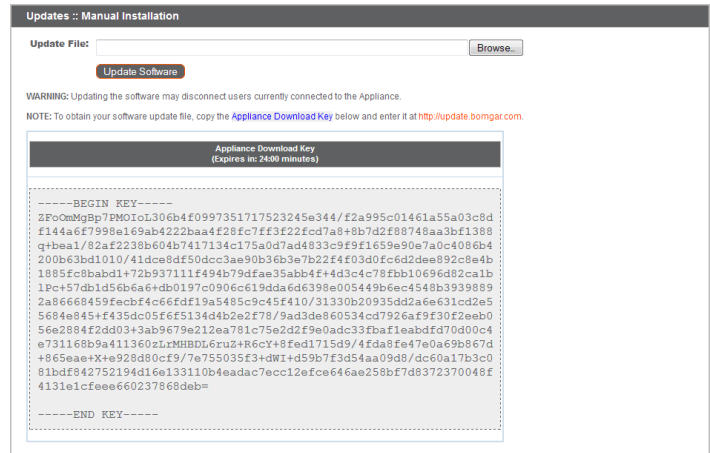 Updates :: Manual Installation
Update File:
Browse..
Update Software
WARNING: Updating the software may disconnect users currently connected to the Appliance.
NOTE: To obtain your software update file, copy the Appliance Download Key below and enter it at http://update.bomgar.com.
Appliance Download Key
(Expires in: 24:00 minutes)
-----BEGIN KEY-----
ZFoOmMgBp7PMOIoL306b4f0997351717523245e344/f2a995c01461a55a03c8d
f144a6f7998e169ab4222baa4f28fc7ff3f22fcd7a8+8b7d2f88748aa3bf1388
q+bea1/82af2238b604b7417134c175a0d7ad4833c9f9f1659e90e7a0c4086b4
200b63bd1010/41dce8df50dcc3ae90b36b3e7b22f4f03d0fc6d2dee892c8e4b
1885fc8babd1+72b937111f494b79dfae35abb4f+4d3c4c78fbb10696d82ca1b
1Pc+57db1d56b6a6+db0197c0906c619dda6d6398e005449b6ec4548b3939889
2a86668459fecbf4c66fdf19a5485c9c45f410/31330b20935dd2a6e631cd2e5
5684e845+f435dc05f6f5134d4b2e2f78/9ad3de860534cd7926af9f30f2eeb0
56e2884f2dd03+3ab9679e212ea781c75e2d2f9e0adc33fbaf1eabdfd70d00c4
e731168b9a411360zLrMHBDL6ruZ+R6cY+8fed1715d9/4fda8fe47e0a69b867d
+865eae+X+e928d80cf9/7e755035f3+dWI+d59b7f3d54aa09d8/dc60a17b3c0
81bdf842752194d16e133110b4eadac7ecc12efce646ae258bf7d8372370048f
4131e1cfeee660237868deb=
-----END KEY-----